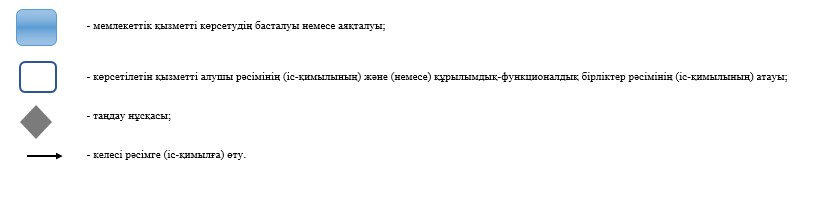 - мемлекеттік қызметті көрсетудің басталуы немесе аяқталуы;
- көрсетілетін қызметті алушы рәсімінің (іс-қимылының) және (немесе) құрылымдық-функционалдық бірліктер рәсімінің (іс-қимылының) атауы;
- таңдау нұсқасы;
- келесі рәсімге (іс-қимылға) өту.